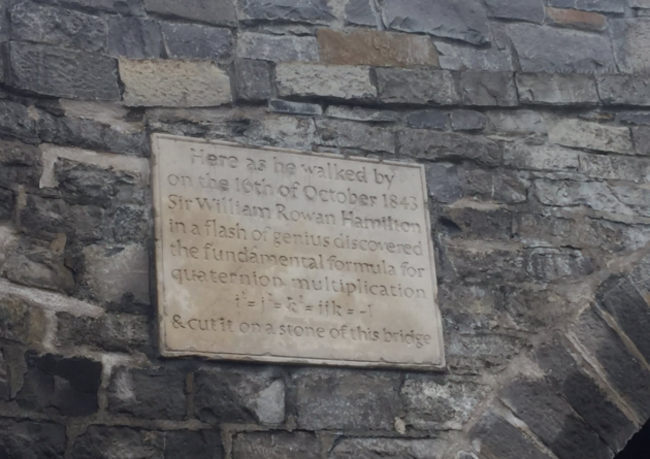 Here as he walked by
on the 16th of October 1843
Sir William Rowan Hamilton
in a flash of genius discovered
the fundamental formula for
quaternion multiplication
i² = j² = k² = ijk = -1
& cut it on a stone of this bridge